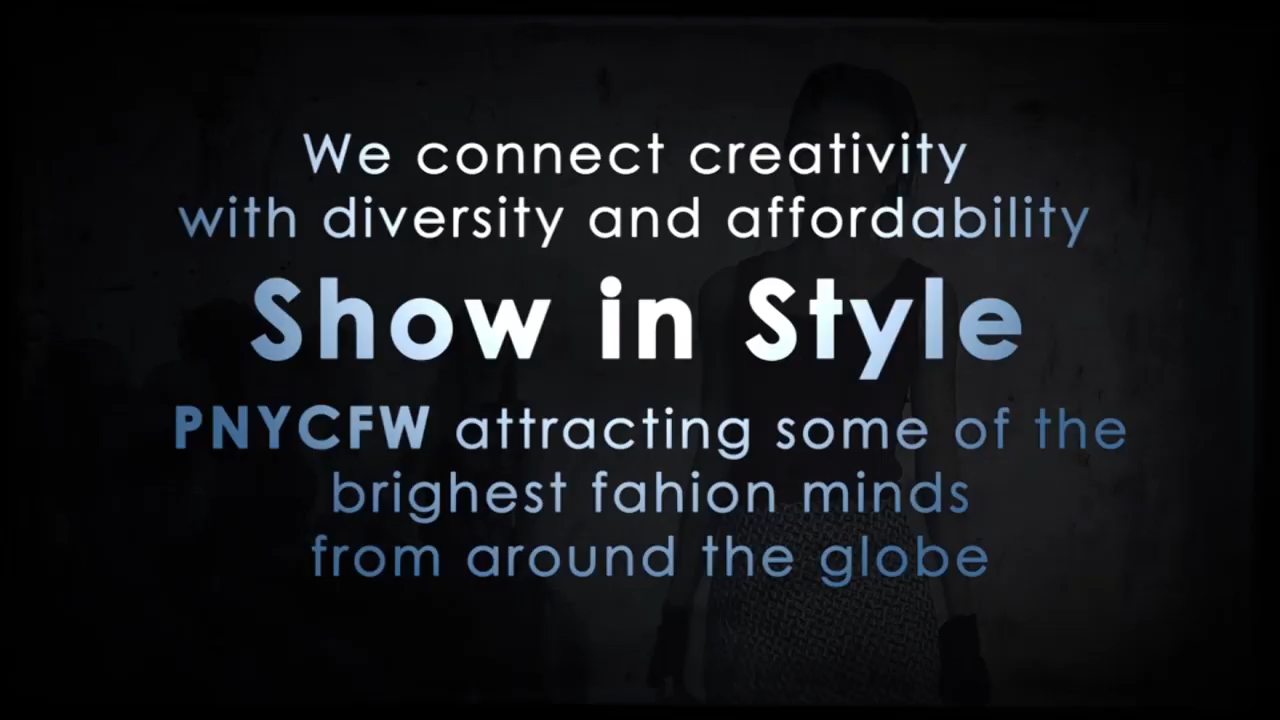 We connect creativity
with diversity and affordability
Show in Style
PNYCFW attracting some of the
brighest fahion minds
from around the globe